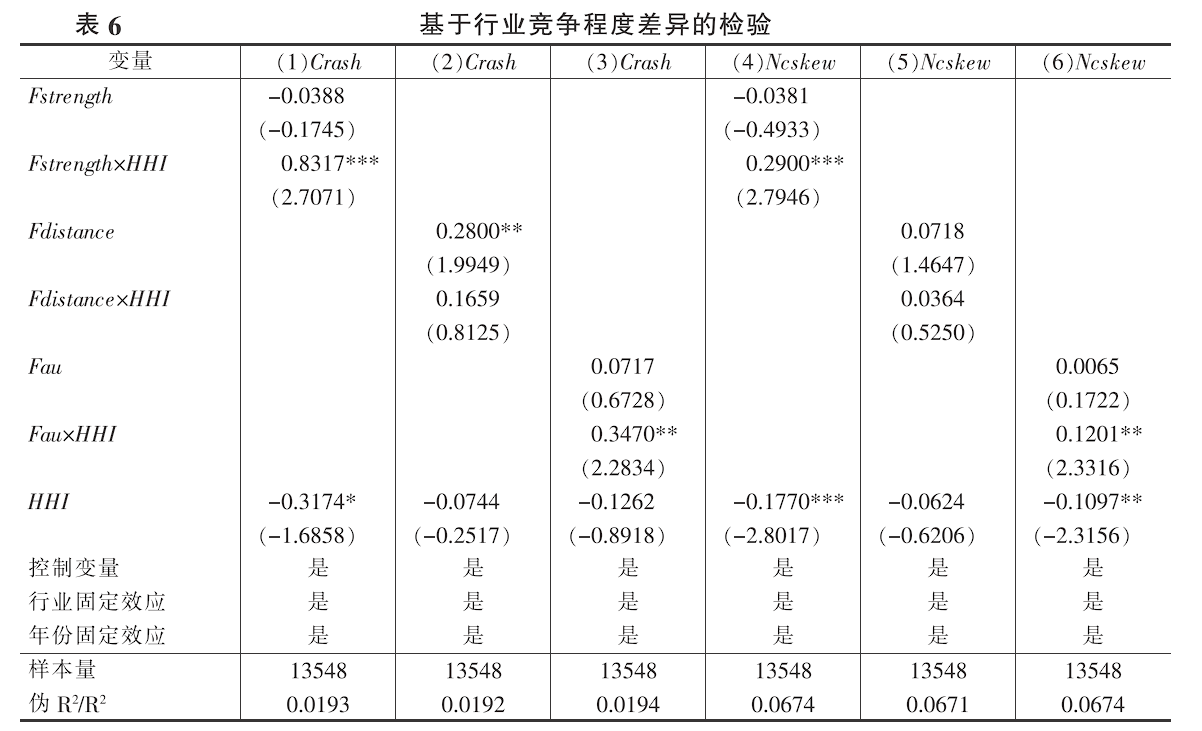 表 6 基于行业竞争程度差异的检验
变量 (1)Crash (2)Crash (3)Crash (4)Ncskew (5)Ncskew (6)Ncskew
Fstrength −0.0388 −0.0381
(−0.1745) (−0.4933)
Fstrength×HHI 0.8317*** 0.2900***
(2.7071) (2.7946)
Fdistance 0.2800** 0.0718
(1.9949) (1.4647)
Fdistance×HHI 0.1659 0.0364
(0.8125) (0.5250)
Fau 0.0717 0.0065
(0.6728) (0.1722)
Fau×HHI 0.3470** 0.1201**
(2.2834) (2.3316)
HHI −0.3174* −0.0744 −0.1262 −0.1770*** −0.0624 −0.1097**
(−1.6858) (−0.2517) (−0.8918) (−2.8017) (−0.6206) (−2.3156)
控制变量 是 是 是 是 是 是
行业固定效应 是 是 是 是 是 是
年份固定效应 是 是 是 是 是 是
样本量 13548 13548 13548 13548 13548 13548
伪 R²/R² 0.0193 0.0192 0.0194 0.0674 0.0671 0.0674